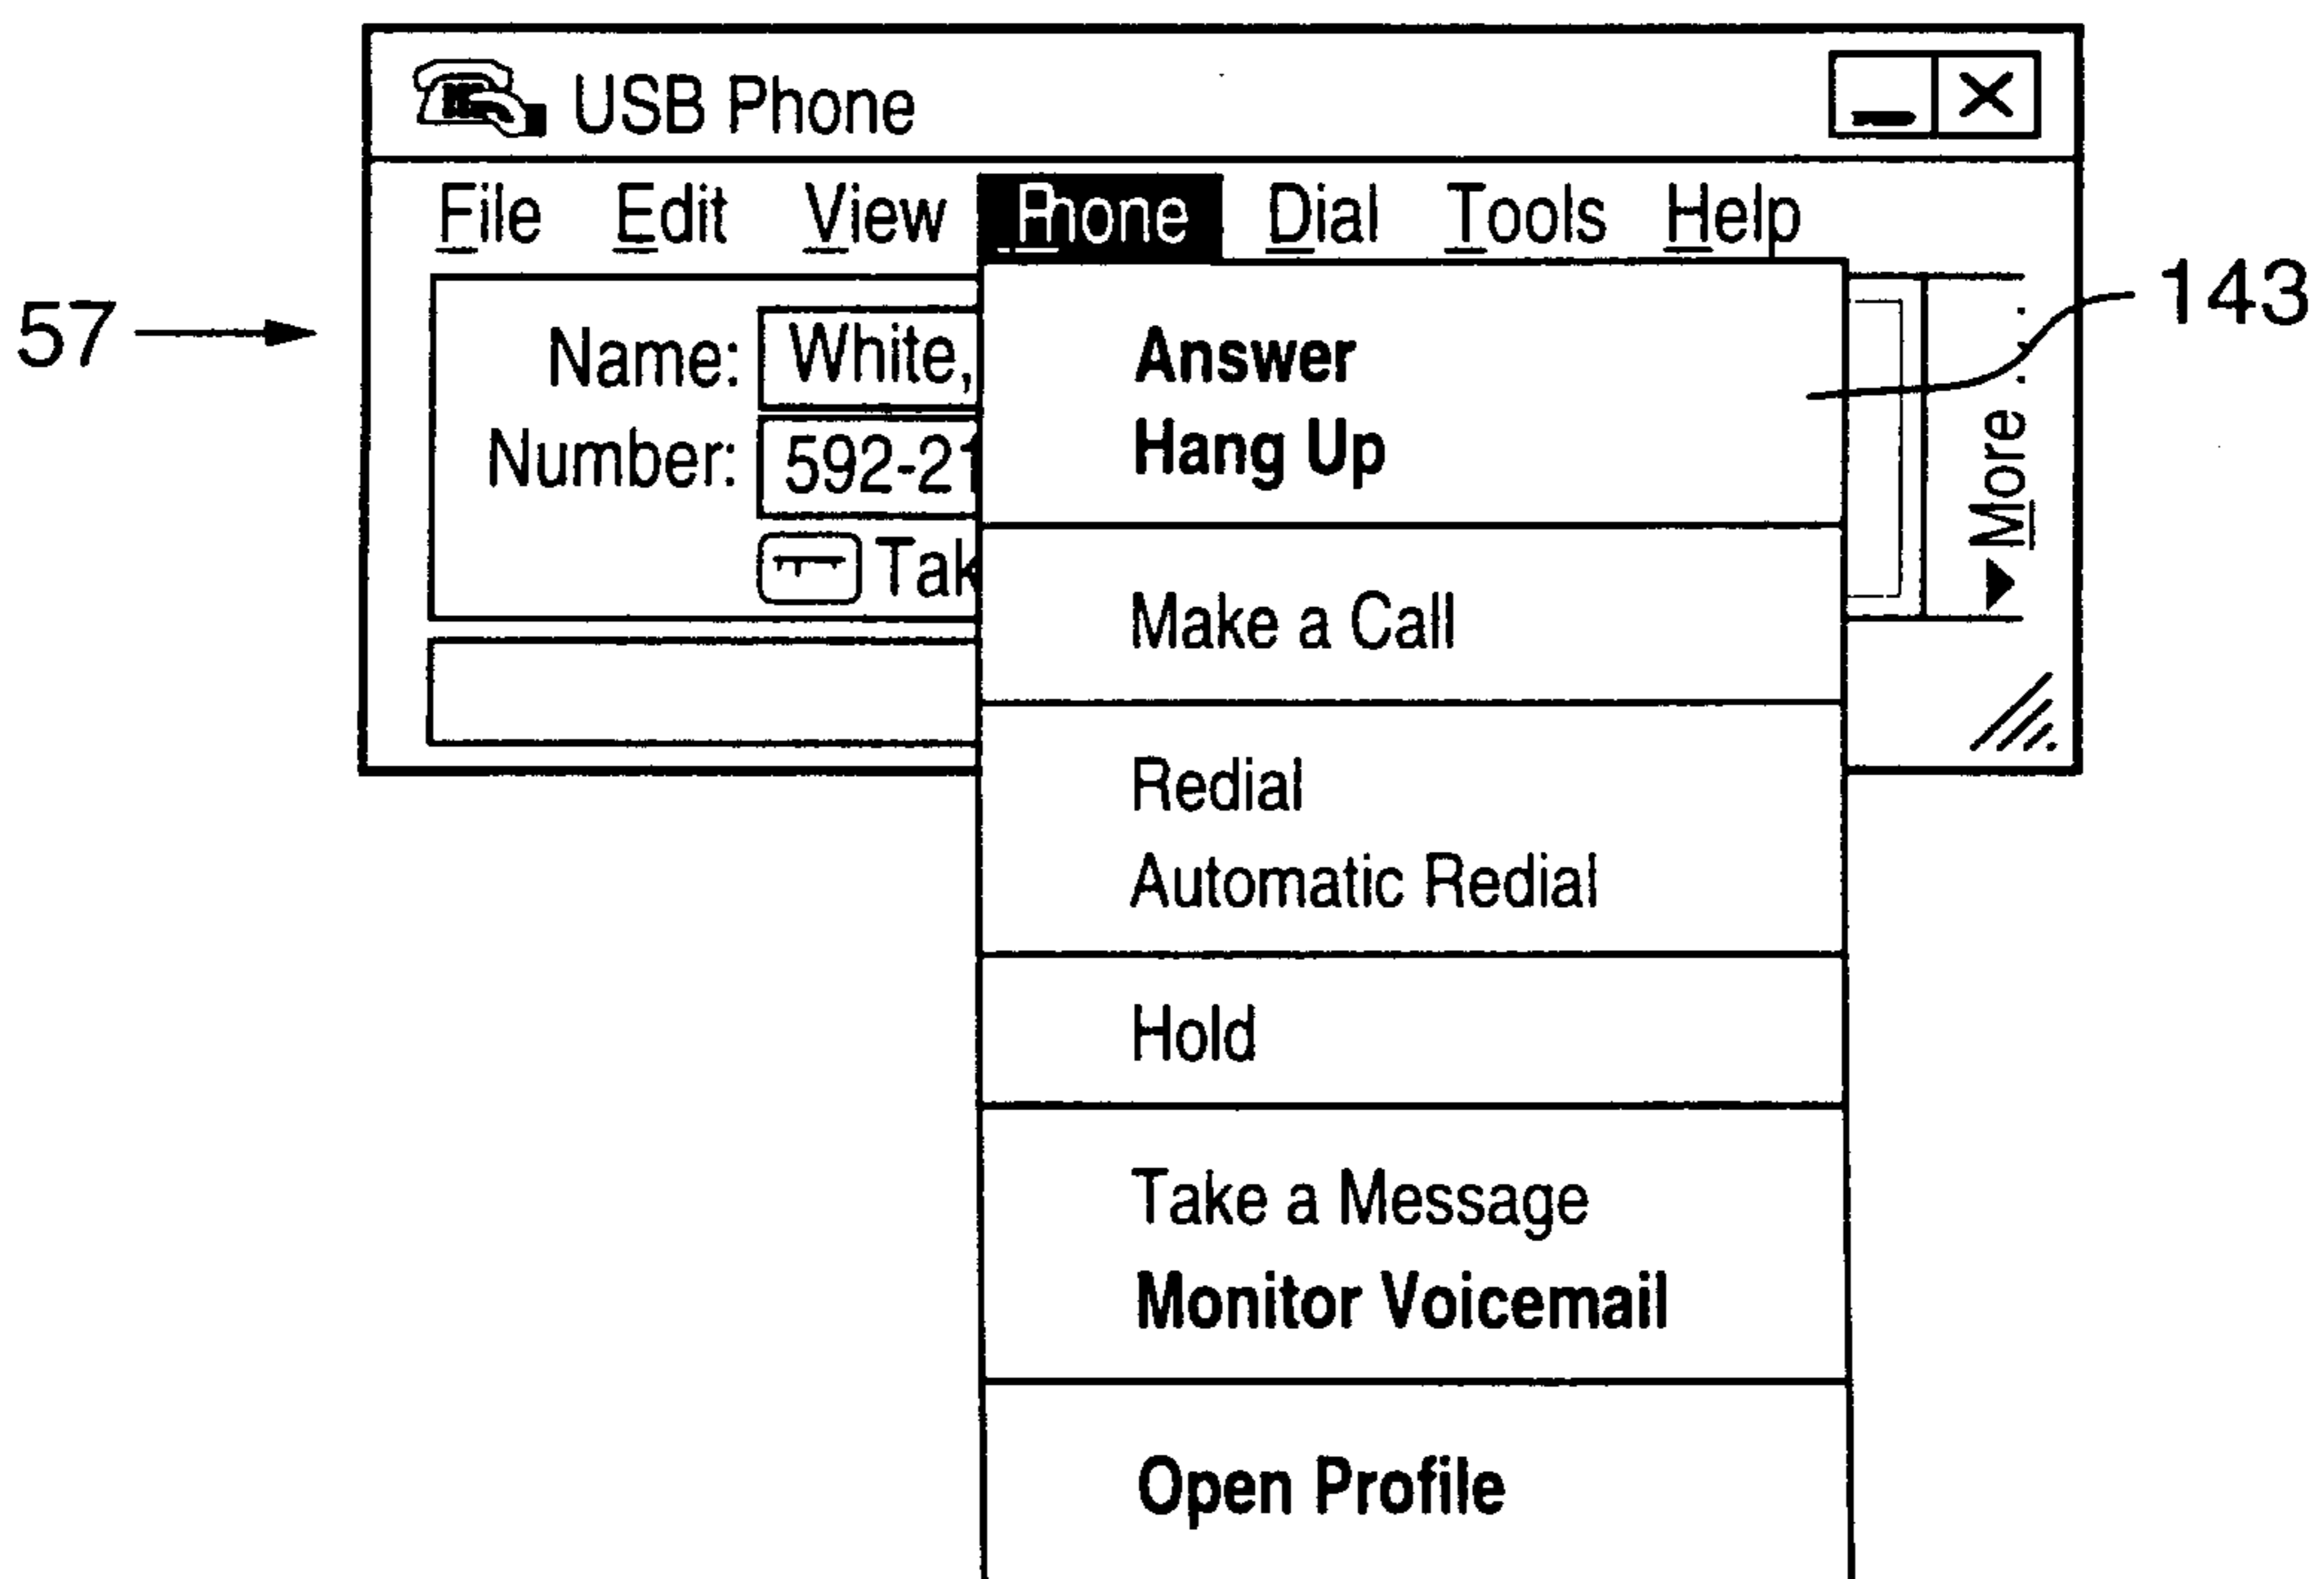 USB Phone
File Edit View Phone Dial Tools Help
57
143
Name: White,
Number: 592-21
Tak
More . . .
Answer
Hang Up
Make a Call
Redial
Automatic Redial
Hold
Take a Message
Monitor Voicemail
Open Profile